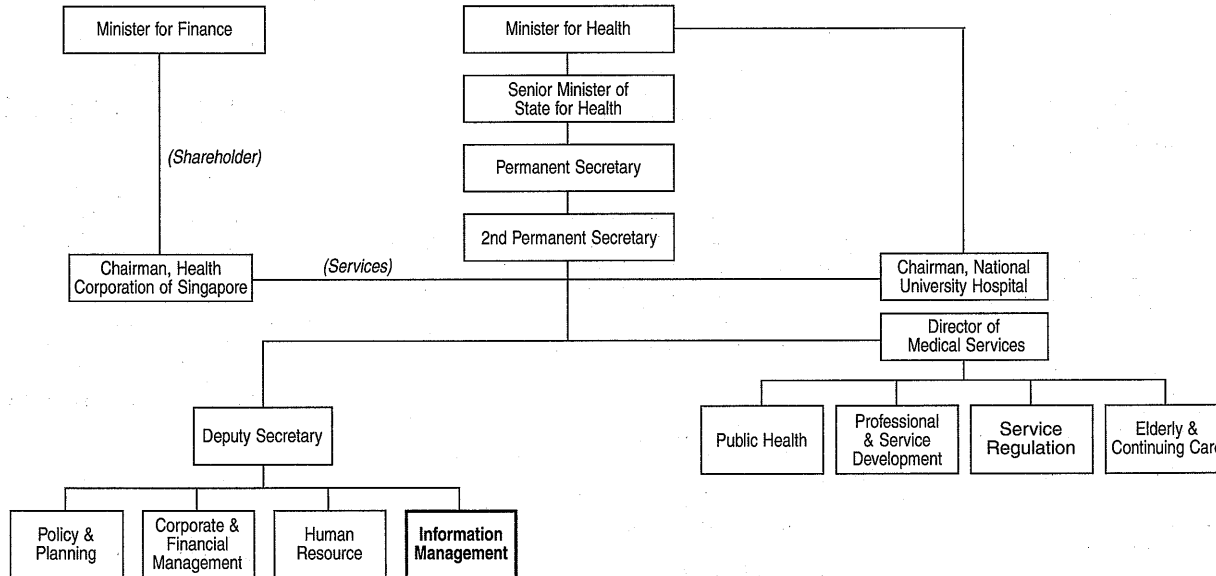 Minister for Finance
Minister for Health
Senior Minister of
State for Health
(Shareholder)
Permanent Secretary
2nd Permanent Secretary
Chairman, Health
Corporation of Singapore
(Services)
Chairman, National
University Hospital
Director of
Medical Services
Deputy Secretary
Public Health
Professional
& Service
Development
Service
Regulation
Elderly &
Continuing Care
Policy &
Planning
Corporate &
Financial
Management
Human
Resource
Information
Management